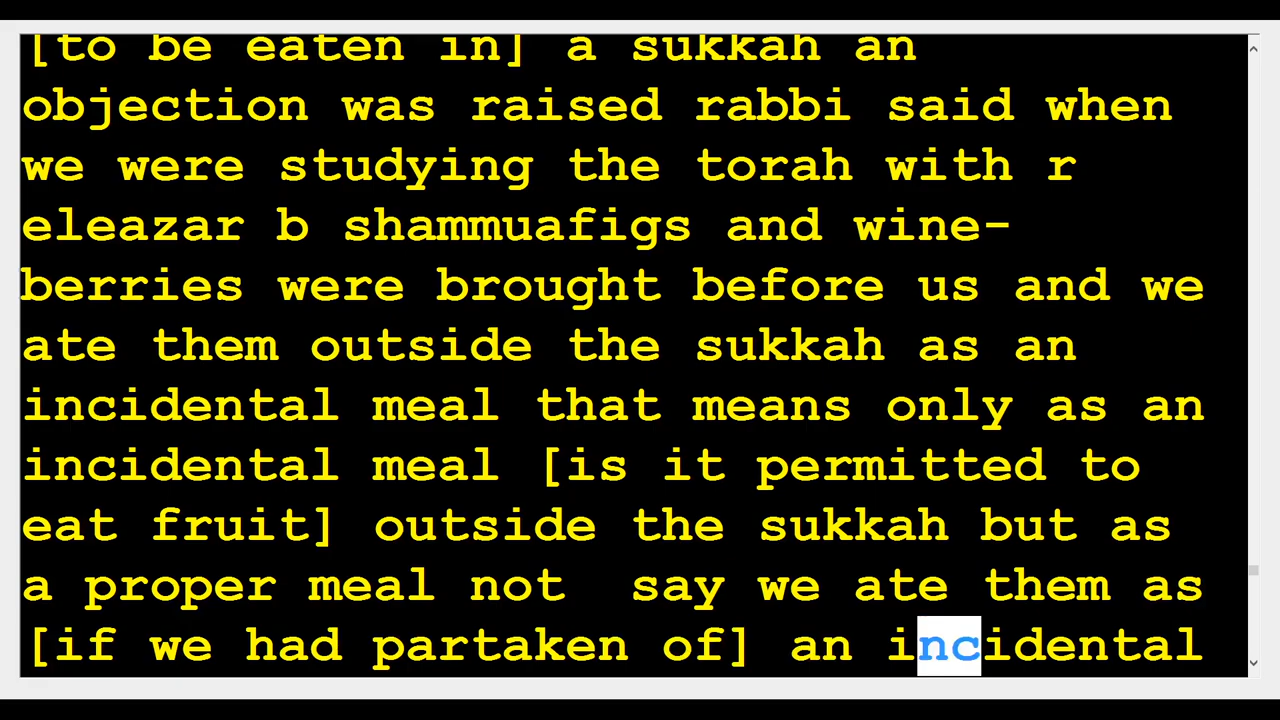 [to be eaten in] a sukkah an
objection was raised rabbi said when
we were studying the torah with r
eleazar b shammuafigs and wine-
berries were brought before us and we
ate them outside the sukkah as an
incidental meal that means only as an
incidental meal [is it permitted to
eat fruit] outside the sukkah but as
a proper meal not  say we ate them as
[if we had partaken of] an incidental